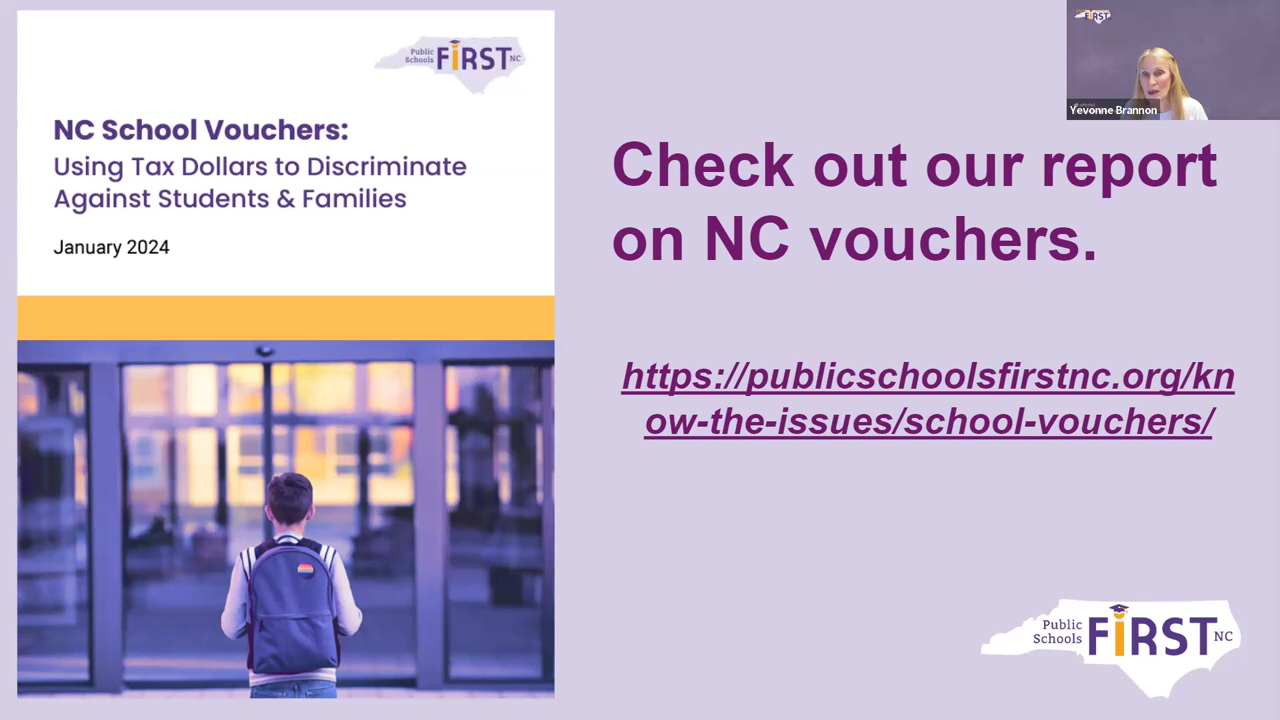 Public
Schools
FiRST NC
NC School Vouchers:
Using Tax Dollars to Discriminate
Against Students & Families
January 2024
FiRST
Yevonne Brannon
Check out our report
on NC vouchers.
https://publicschoolsfirstnc.org/kn
ow-the-issues/school-vouchers/
Public
Schools
FiRST NC